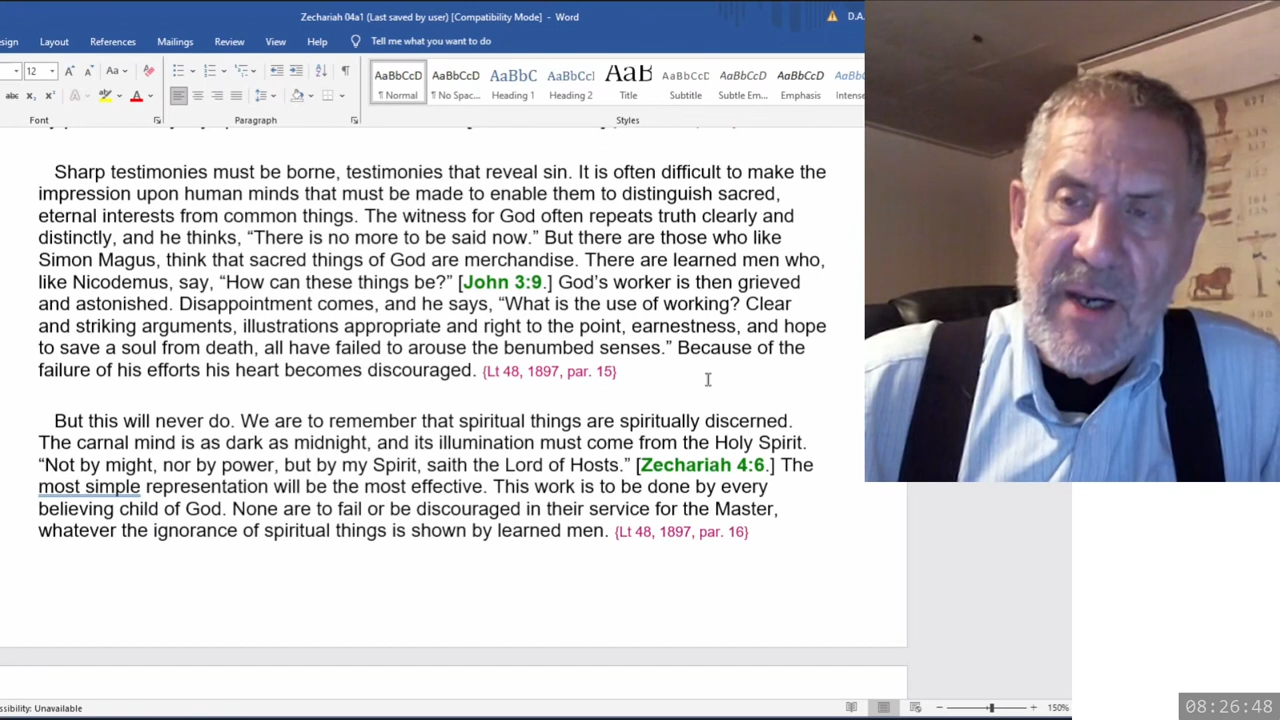 Zechariah 04a1 (Last saved by user) [Compatibility Mode] - Word
D.A.
sign Layout References Mailings Review View Help Tell me what you want to do
12
AaBbCcD AaBbCcD AaBbC AaBbCcl AaB AaBbCcD AaBbCcD AaBbCcD AaBb
¶ Normal ¶ No Spac... Heading 1 Heading 2 Title Subtitle Subtle Em... Emphasis Intense
Font Paragraph Styles
Sharp testimonies must be borne, testimonies that reveal sin. It is often difficult to make the
impression upon human minds that must be made to enable them to distinguish sacred,
eternal interests from common things. The witness for God often repeats truth clearly and
distinctly, and he thinks, “There is no more to be said now.” But there are those who like
Simon Magus, think that sacred things of God are merchandise. There are learned men who,
like Nicodemus, say, “How can these things be?” [John 3:9.] God’s worker is then grieved
and astonished. Disappointment comes, and he says, “What is the use of working? Clear
and striking arguments, illustrations appropriate and right to the point, earnestness, and hope
to save a soul from death, all have failed to arouse the benumbed senses.” Because of the
failure of his efforts his heart becomes discouraged. {Lt 48, 1897, par. 15}
But this will never do. We are to remember that spiritual things are spiritually discerned.
The carnal mind is as dark as midnight, and its illumination must come from the Holy Spirit.
“Not by might, nor by power, but by my Spirit, saith the Lord of Hosts.” [Zechariah 4:6.] The
most simple representation will be the most effective. This work is to be done by every
believing child of God. None are to fail or be discouraged in their service for the Master,
whatever the ignorance of spiritual things is shown by learned men. {Lt 48, 1897, par. 16}
ssibility: Unavailable
150%
08:26:48